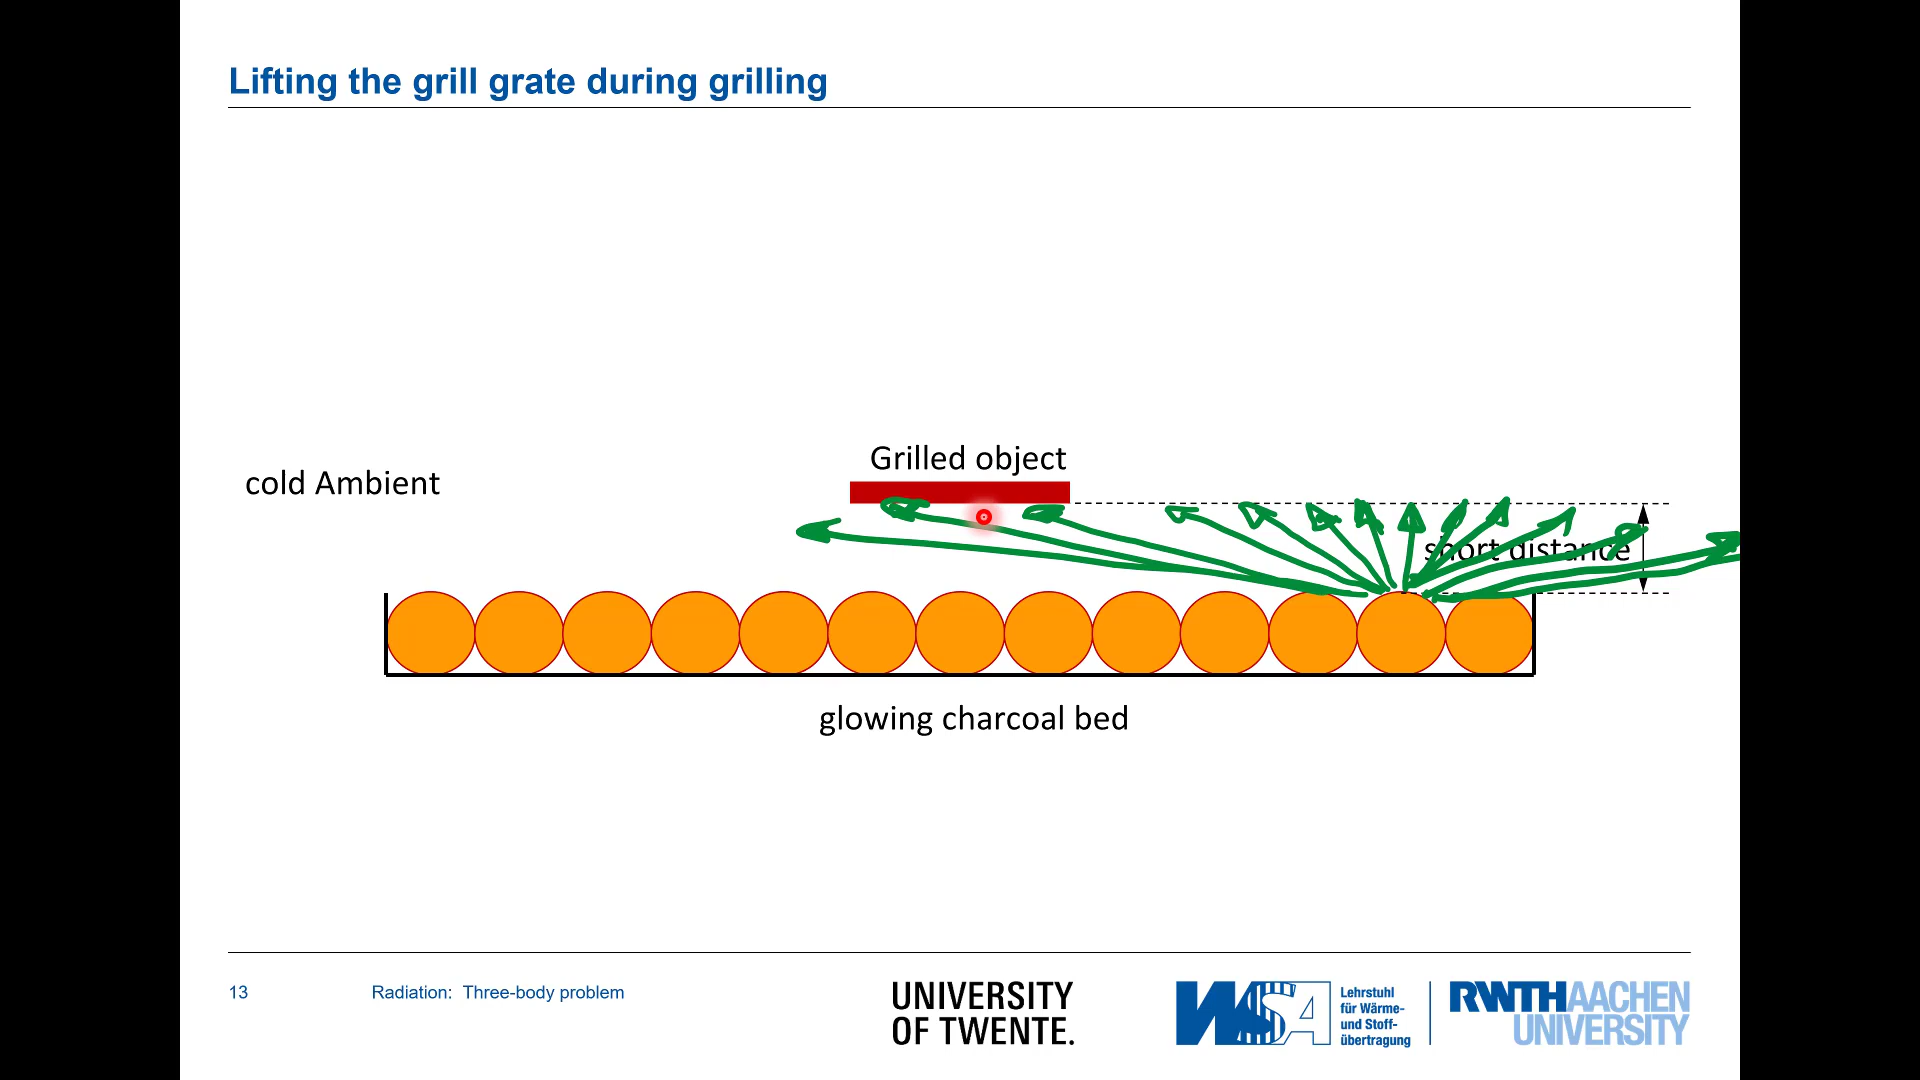 Lifting the grill grate during grilling
Grilled object
cold Ambient
short distance
glowing charcoal bed
13
Radiation: Three-body problem
UNIVERSITY
OF TWENTE.
WSA
Lehrstuhl
für Wärme-
und Stoff-
übertragung
RWTHAACHEN
UNIVERSITY